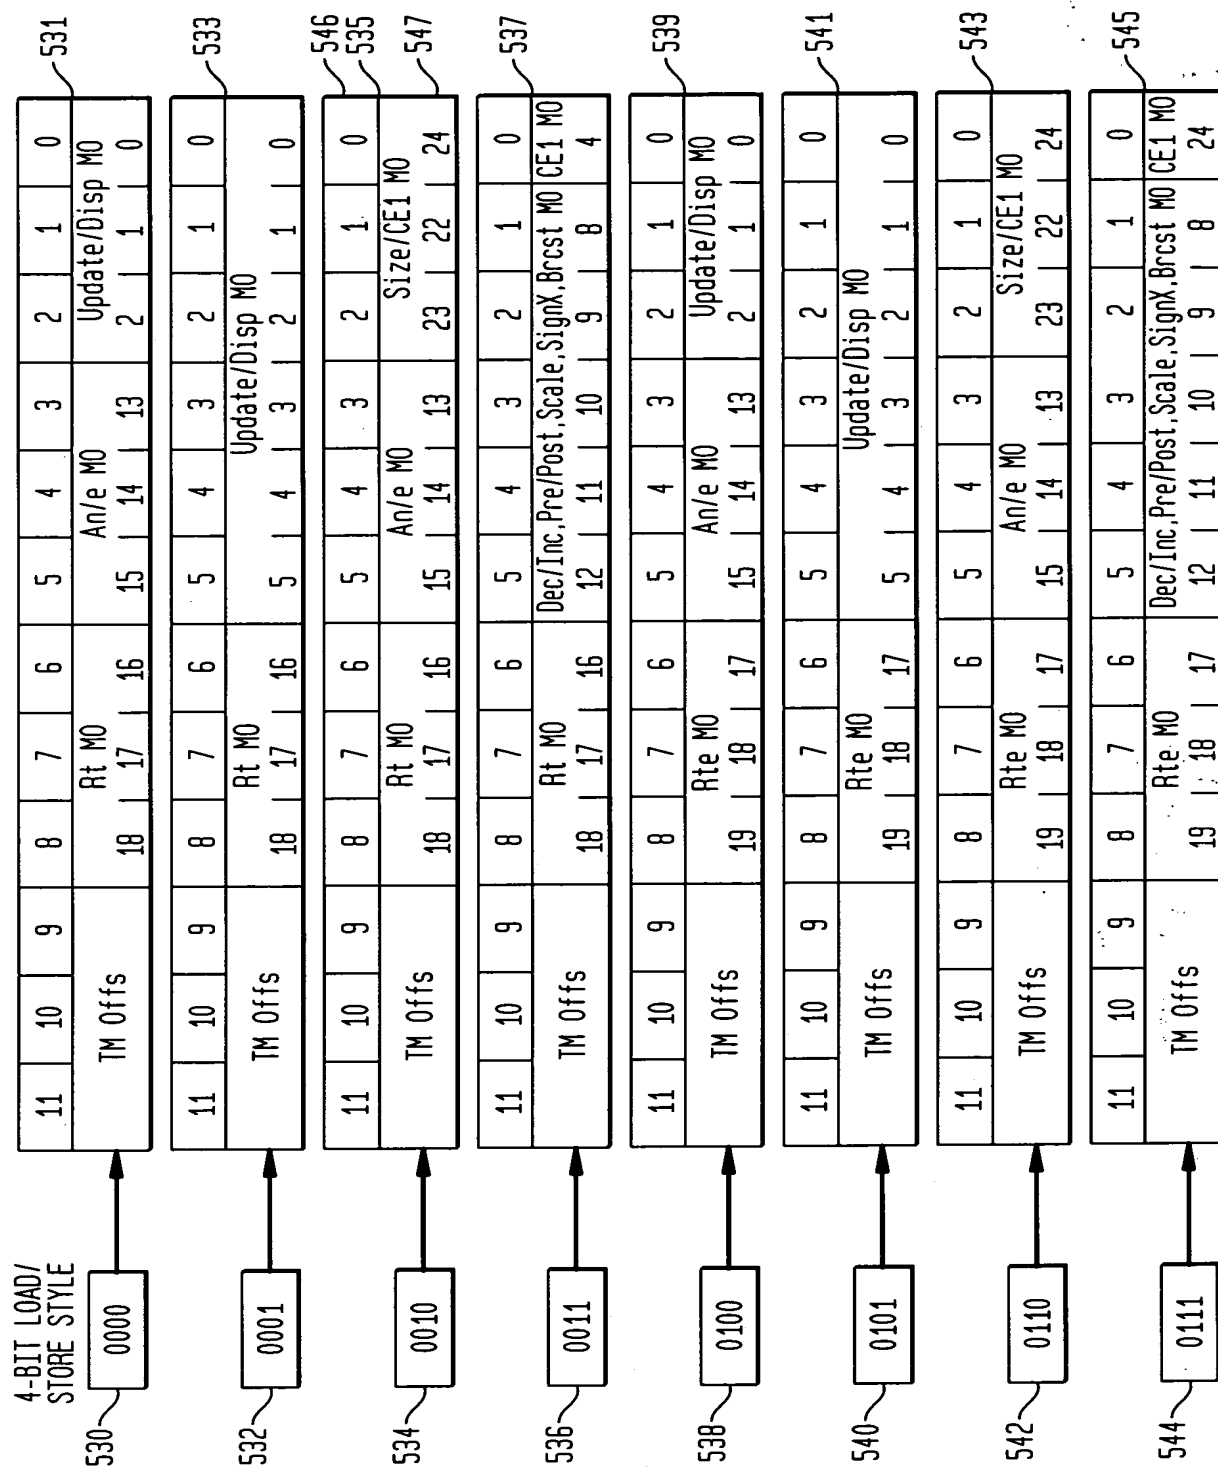 4-BIT LOAD/
STORE STYLE
11 10 9 8 7 6 5 4 3 2 1 0 531
530 0000 TM Offs Rt MO An/e MO Update/Disp MO
18 17 16 15 14 13 2 1 0
11 10 9 8 7 6 5 4 3 2 1 0 533
532 0001 TM Offs Rt MO Update/Disp MO
18 17 16 5 4 3 2 1 0
546
11 10 9 8 7 6 5 4 3 2 1 0 535
534 0010 TM Offs Rt MO An/e MO Size/CE1 MO 547
18 17 16 15 14 13 23 22 24
11 10 9 8 7 6 5 4 3 2 1 0 537
536 0011 TM Offs Rt MO Dec/Inc,Pre/Post,Scale,SignX,Brcst MO CE1 MO
18 17 16 12 11 10 9 8 4
11 10 9 8 7 6 5 4 3 2 1 0 539
538 0100 TM Offs Rte MO An/e MO Update/Disp MO
19 18 17 15 14 13 2 1 0
11 10 9 8 7 6 5 4 3 2 1 0 541
540 0101 TM Offs Rte MO Update/Disp MO
19 18 17 5 4 3 2 1 0
11 10 9 8 7 6 5 4 3 2 1 0 543
542 0110 TM Offs Rte MO An/e MO Size/CE1 MO
19 18 17 15 14 13 23 22 24
11 10 9 8 7 6 5 4 3 2 1 0 545
544 0111 TM Offs Rte MO Dec/Inc,Pre/Post,Scale,SignX,Brcst MO CE1 MO
19 18 17 12 11 10 9 8 24